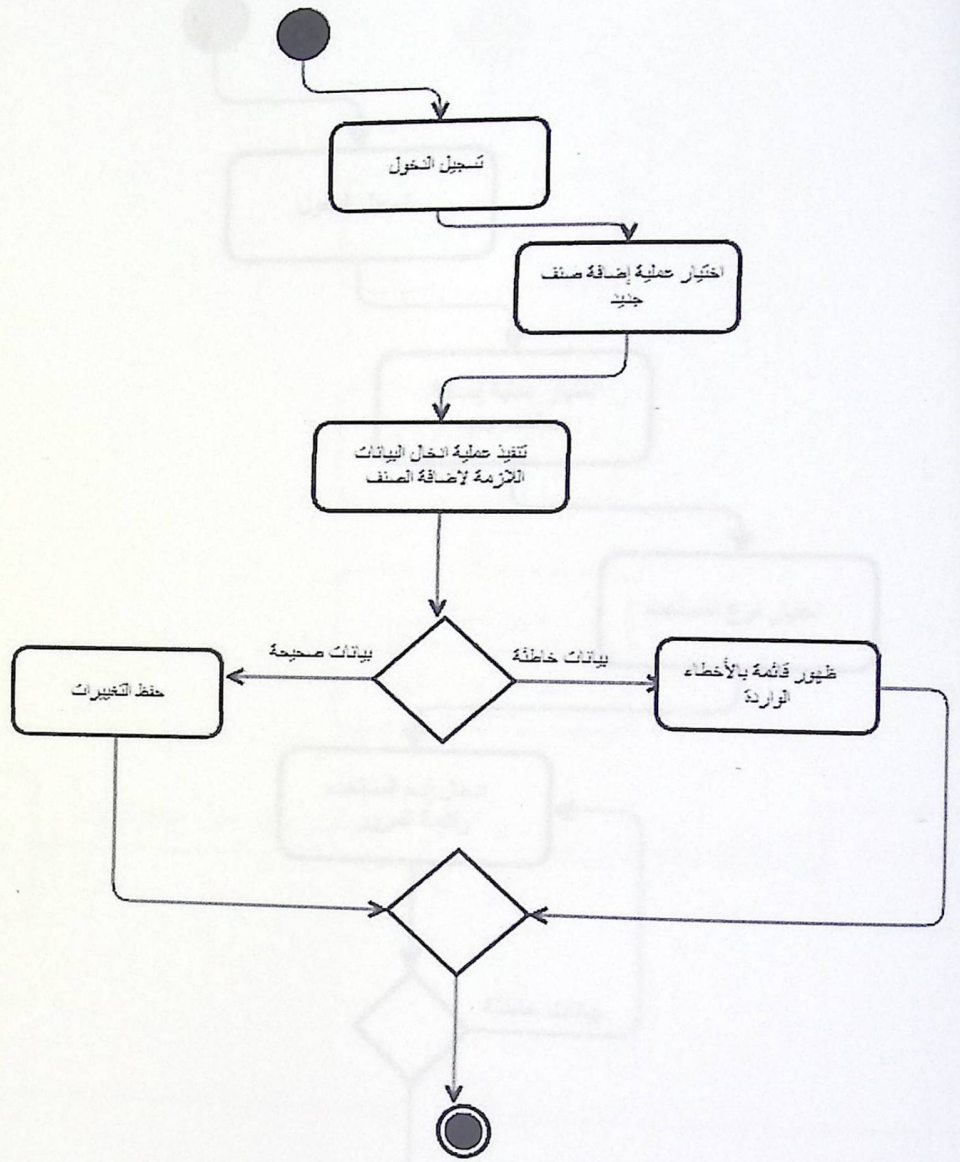 تسجيل الدخول
اختيار عملية إضافة صنف
جديد
تنفيذ عملية ادخال البيانات
اللازمة لاضافة الصنف
بيانات خاطئة
بيانات صحيحة
ظهور قائمة بالأخطاء
الواردة
حفظ التغييرات